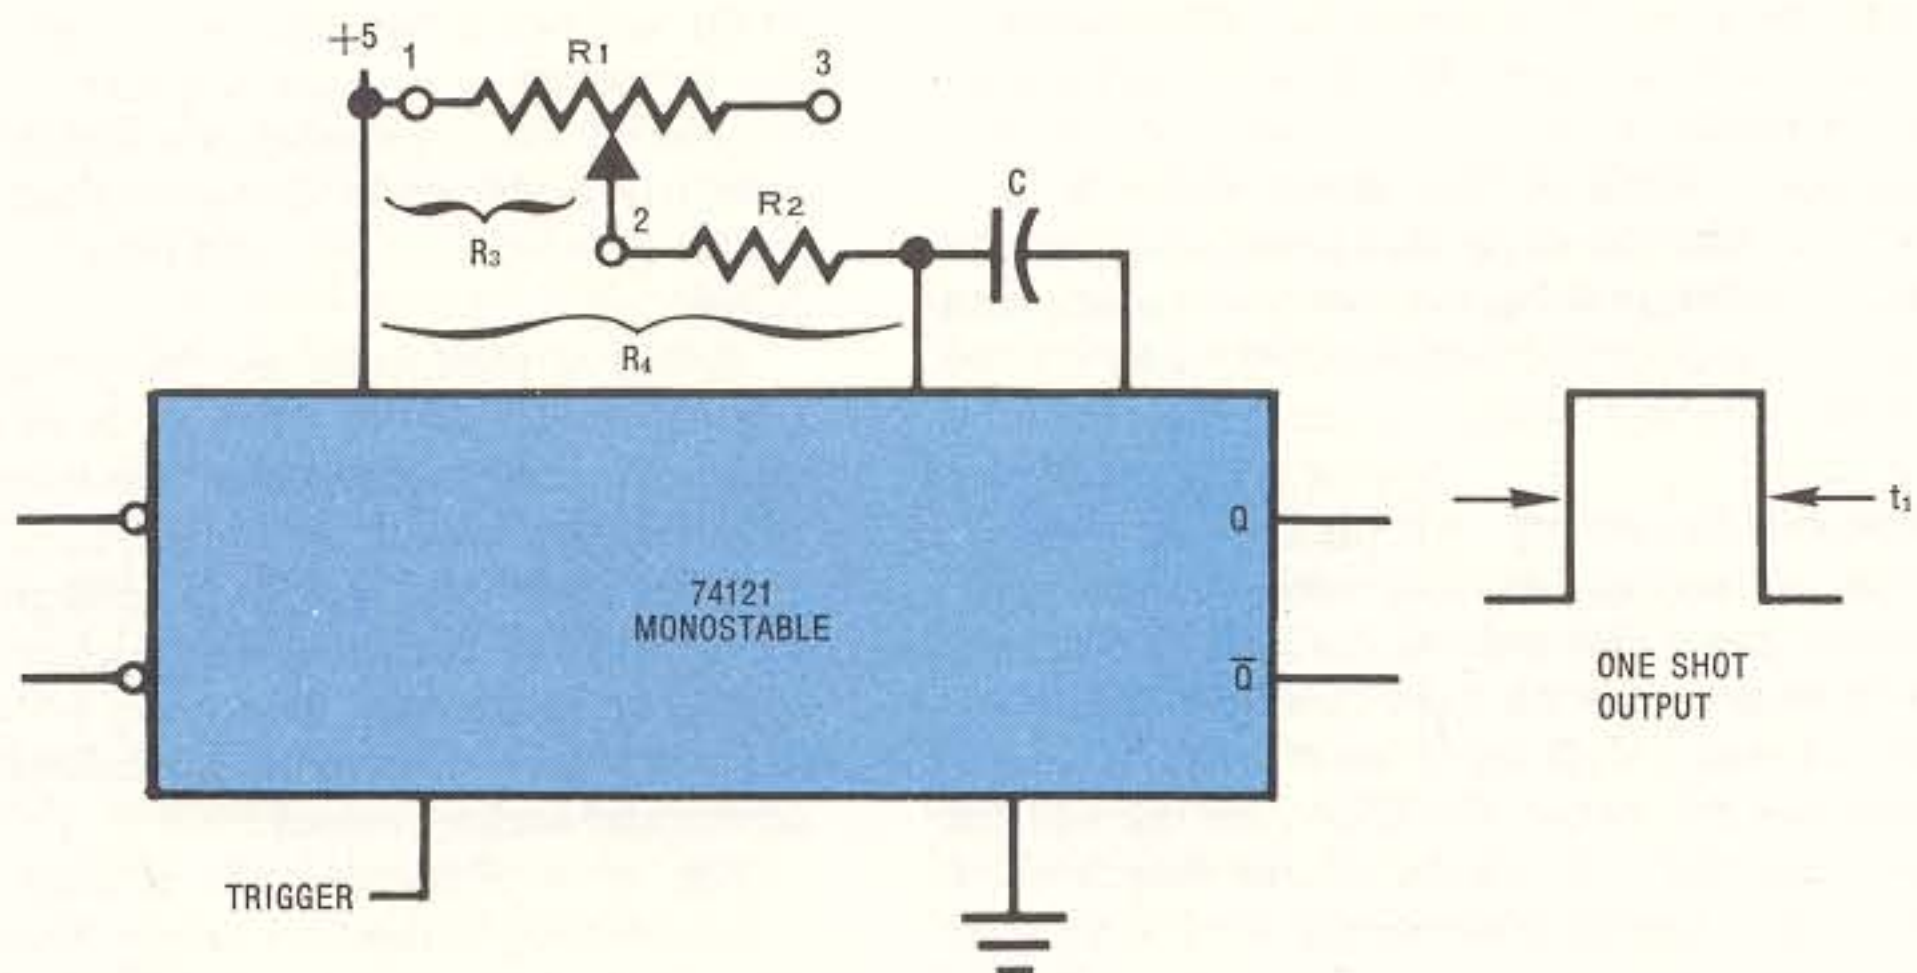 +5
1
R1
3
2
R2
C
R3
R4
74121
MONOSTABLE
Q
Q̅
t1
ONE SHOT
OUTPUT
TRIGGER